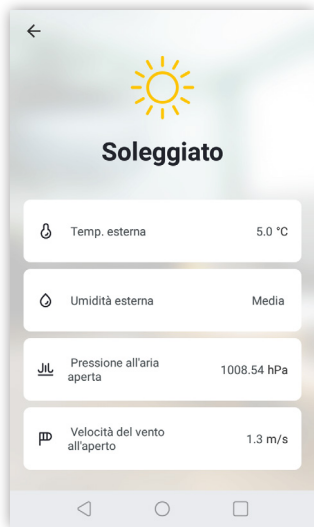 Soleggiato
Temp. esterna 5.0 °C
Umidità esterna Media
Pressione all'aria
aperta 1008.54 hPa
Velocità del vento
all'aperto 1.3 m/s